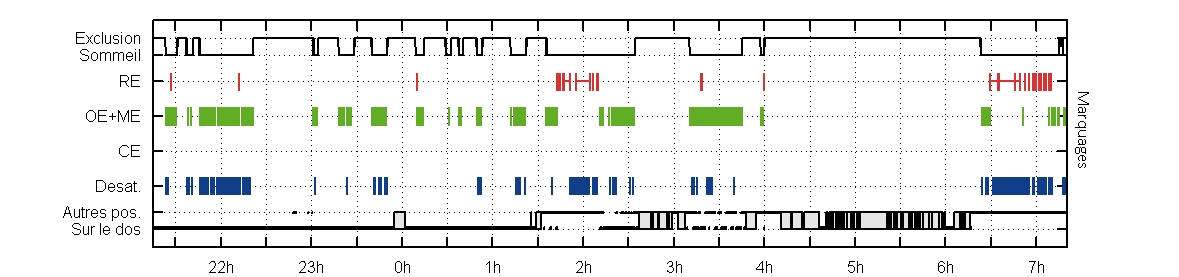 Exclusion
Sommeil
RE
OE+ME
CE
Desat.
Autres pos.
Sur le dos
Marquages
22h 23h 0h 1h 2h 3h 4h 5h 6h 7h